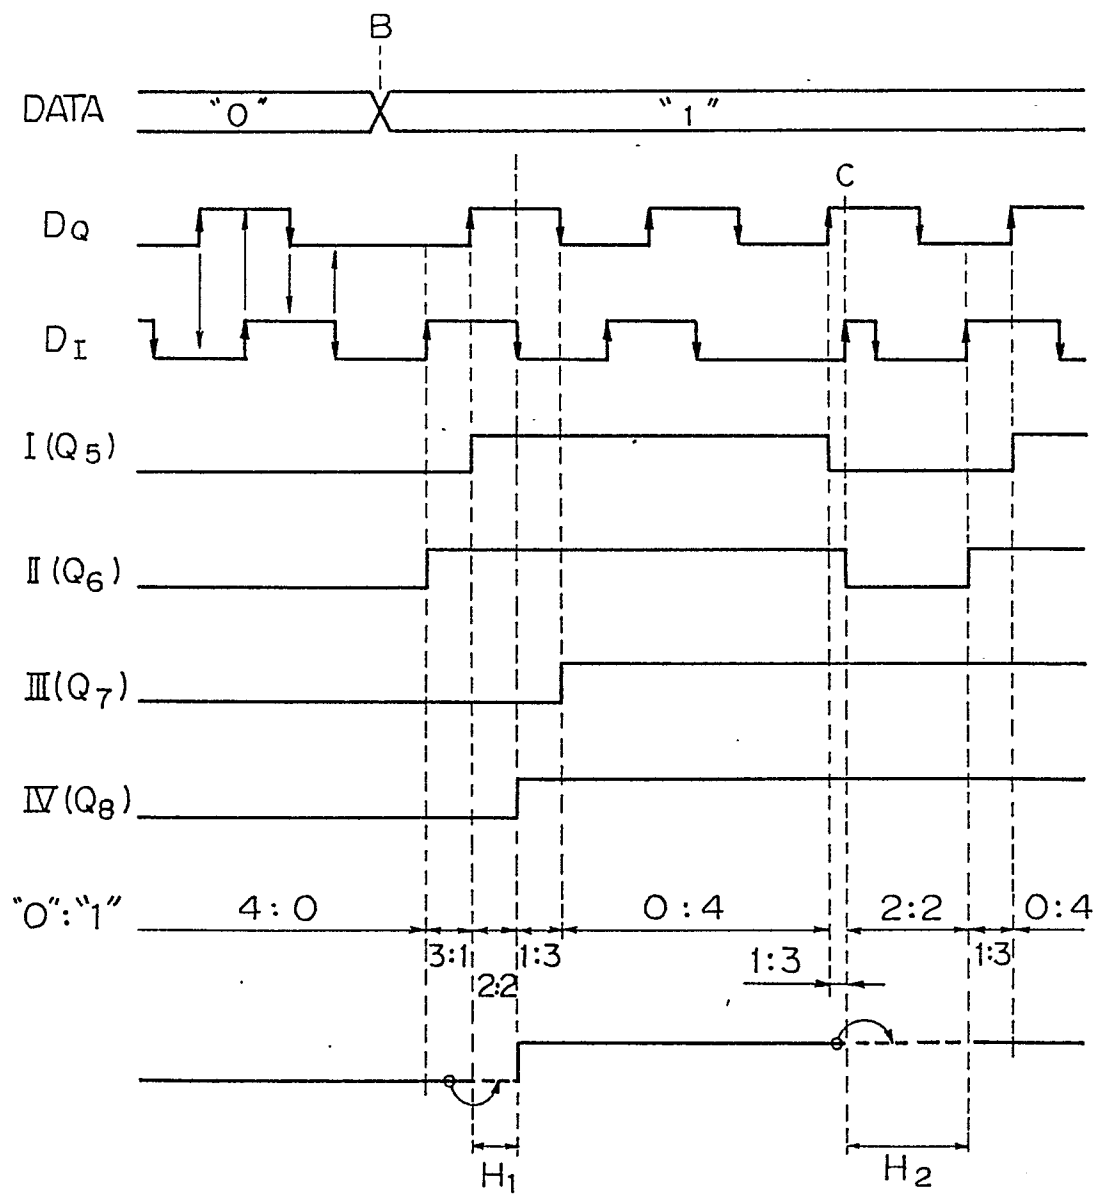 B
DATA "0" "1"
C
DQ
DI
I (Q5)
II (Q6)
III (Q7)
IV (Q8)
"0":"1" 4:0 0:4 2:2 0:4
3:1 1:3 1:3 1:3
2:2
H1 H2